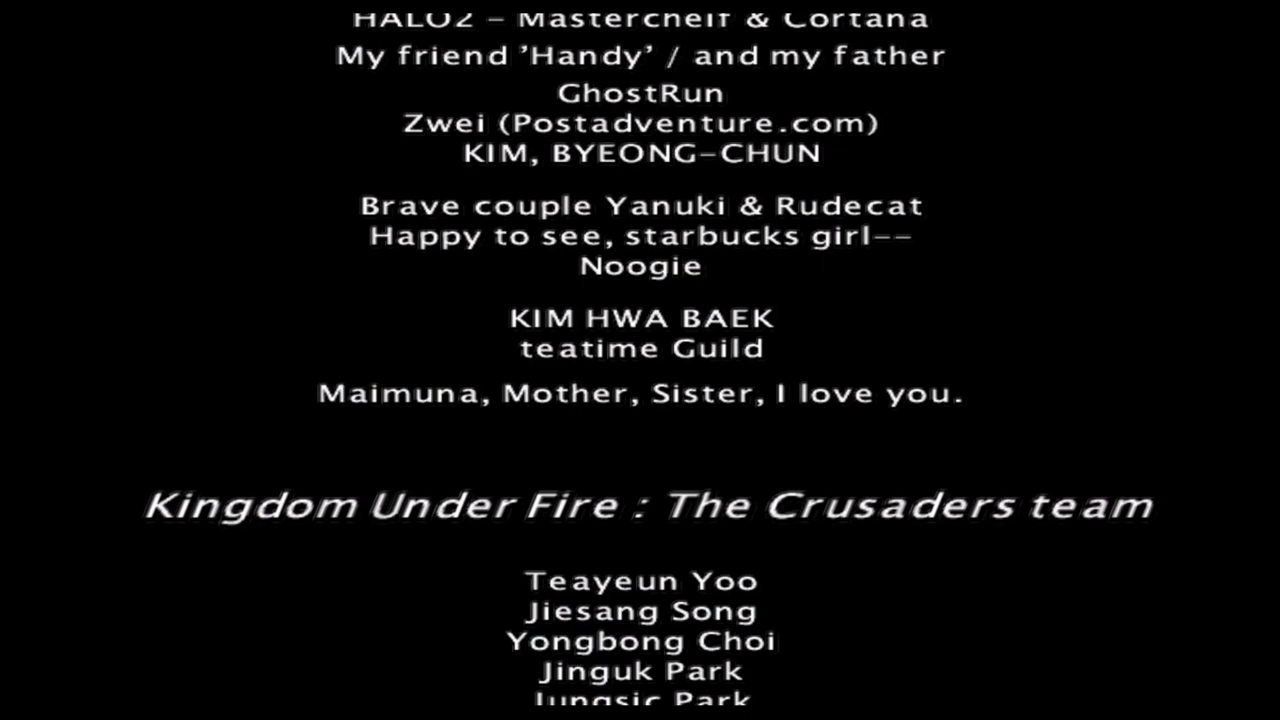 HALO2 - Mastercheif & Cortana
My friend 'Handy' / and my father
GhostRun
Zwei (Postadventure.com)
KIM, BYEONG-CHUN
Brave couple Yanuki & Rudecat
Happy to see, starbucks girl--
Noogie
KIM HWA BAEK
teatime Guild
Maimuna, Mother, Sister, I love you.
Kingdom Under Fire : The Crusaders team
Teayeun Yoo
Jiesang Song
Yongbong Choi
Jinguk Park
Jungsic Park